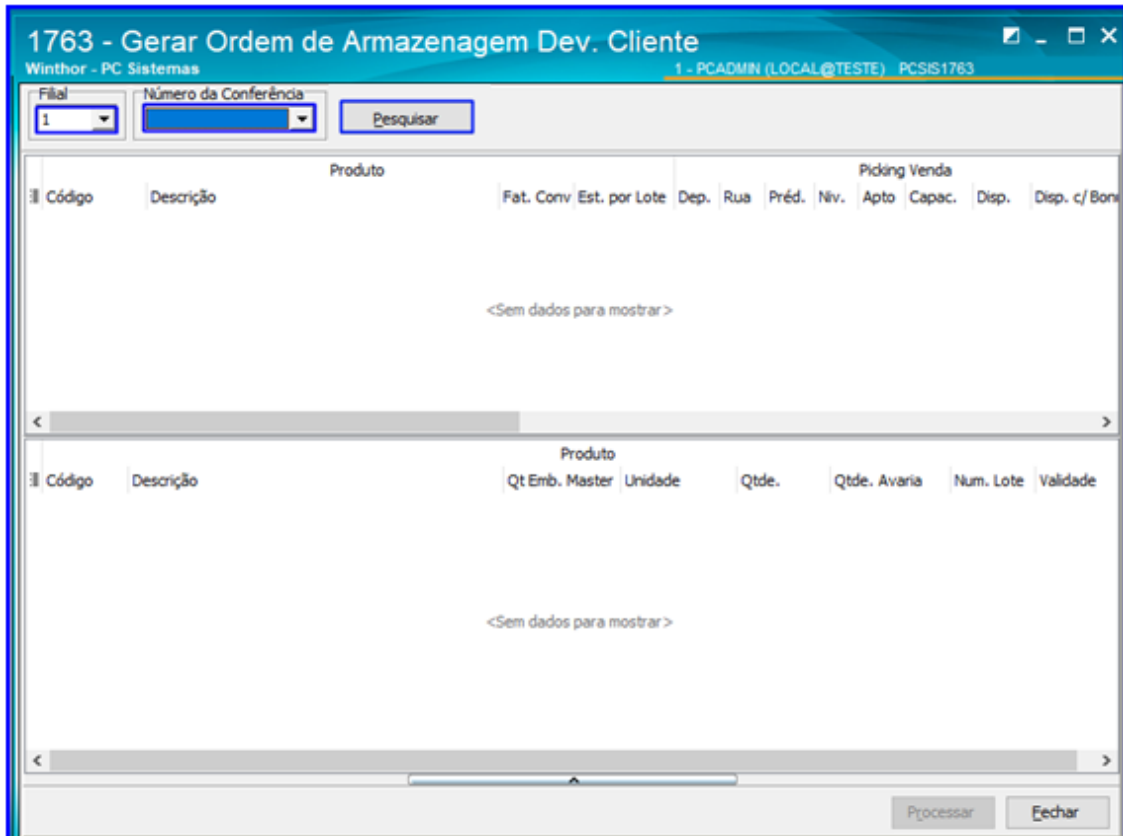 1763 - Gerar Ordem de Armazenagem Dev. Cliente
Winthor - PC Sistemas 1 - PCADMIN (LOCAL@TESTE) PCSIS1763
Filial Número da Conferência
1 Pesquisar
Produto Picking Venda
Código Descrição Fat. Conv Est. por Lote Dep. Rua Préd. Niv. Apto Capac. Disp. Disp. c/
<Sem dados para mostrar>
Produto
Código Descrição Qt Emb. Master Unidade Qtde. Qtde. Avaria Num. Lote Validade
<Sem dados para mostrar>
Processar Fechar